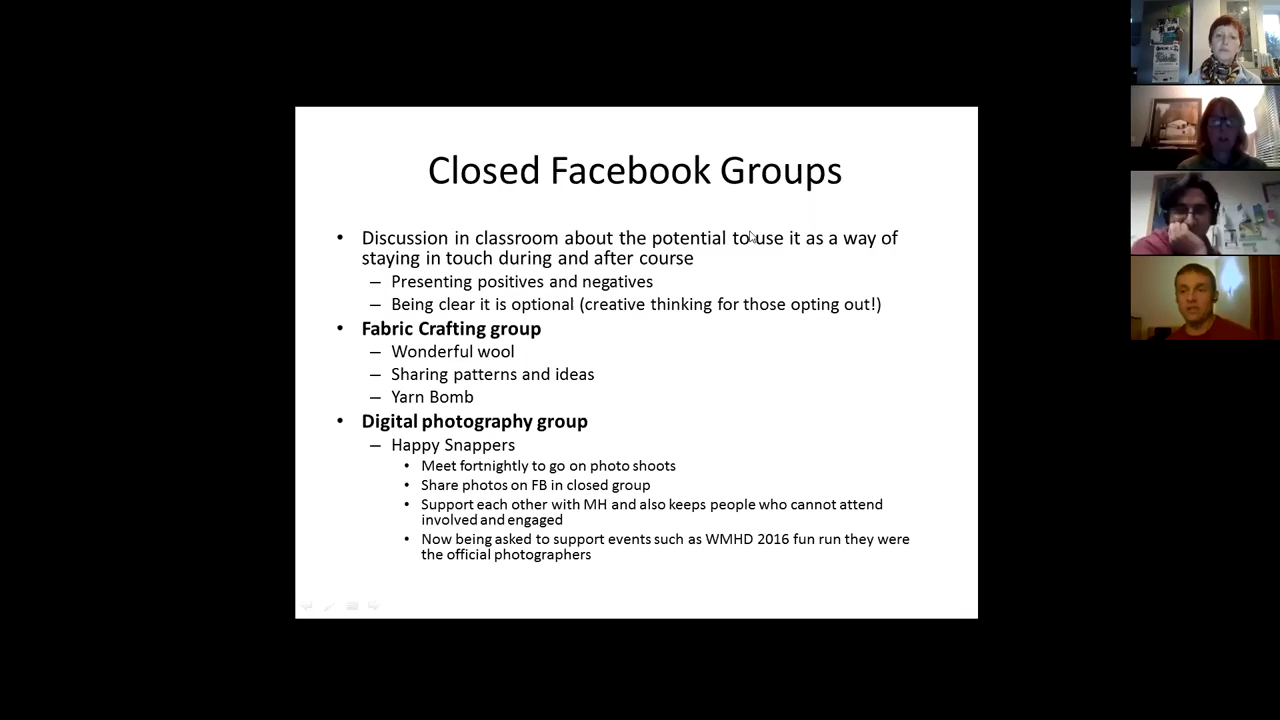 Closed Facebook Groups
• Discussion in classroom about the potential to use it as a way of
staying in touch during and after course
– Presenting positives and negatives
– Being clear it is optional (creative thinking for those opting out!)
• Fabric Crafting group
– Wonderful wool
– Sharing patterns and ideas
– Yarn Bomb
• Digital photography group
– Happy Snappers
• Meet fortnightly to go on photo shoots
• Share photos on FB in closed group
• Support each other with MH and also keeps people who cannot attend
involved and engaged
• Now being asked to support events such as WMHD 2016 fun run they were
the official photographers